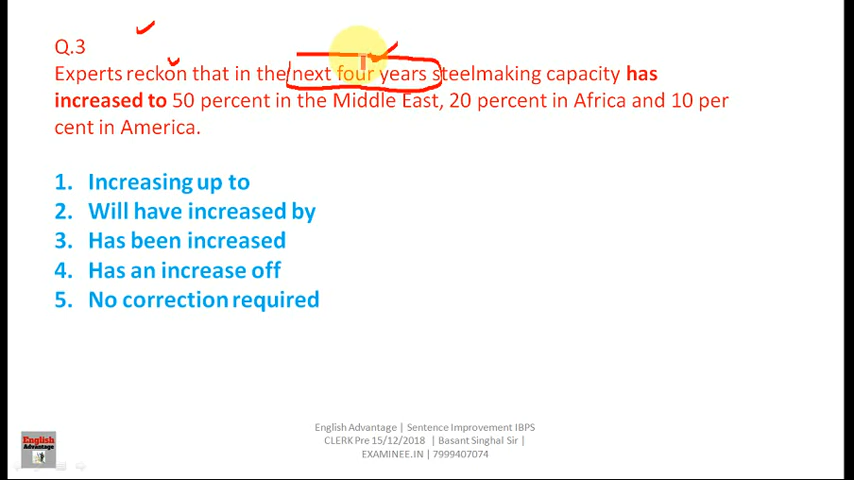 Q.3
Experts reckon that in the next four years steelmaking capacity has
increased to 50 percent in the Middle East, 20 percent in Africa and 10 per
cent in America.
1. Increasing up to
2. Will have increased by
3. Has been increased
4. Has an increase off
5. No correction required
English Advantage | Sentence Improvement IBPS
CLERK Pre 15/12/2018 | Basant Singhal Sir |
EXAMINEE.IN | 7999407074
English
Advantage